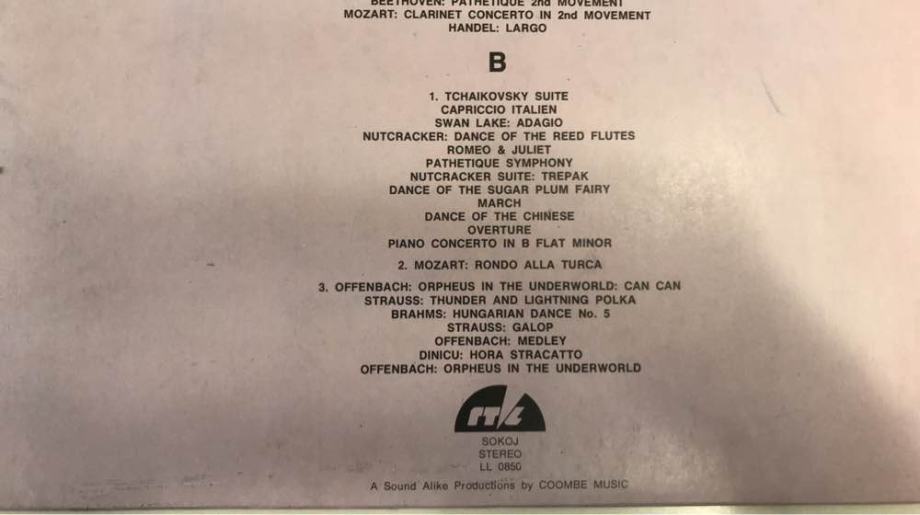 BEETHOVEN: PATHETIQUE 2nd MOVEMENT
MOZART: CLARINET CONCERTO IN 2nd MOVEMENT
HANDEL: LARGO
B
1. TCHAIKOVSKY SUITE
CAPRICCIO ITALIEN
SWAN LAKE: ADAGIO
NUTCRACKER: DANCE OF THE REED FLUTES
ROMEO & JULIET
PATHETIQUE SYMPHONY
NUTCRACKER SUITE: TREPAK
DANCE OF THE SUGAR PLUM FAIRY
MARCH
DANCE OF THE CHINESE
OVERTURE
PIANO CONCERTO IN B FLAT MINOR
2. MOZART: RONDO ALLA TURCA
3. OFFENBACH: ORPHEUS IN THE UNDERWORLD: CAN CAN
STRAUSS: THUNDER AND LIGHTNING POLKA
BRAHMS: HUNGARIAN DANCE No. 5
STRAUSS: GALOP
OFFENBACH: MEDLEY
DINICU: HORA STRACATTO
OFFENBACH: ORPHEUS IN THE UNDERWORLD
RTL
SOKOJ
STEREO
LL 0850
A Sound Alike Productions by COOMBE MUSIC